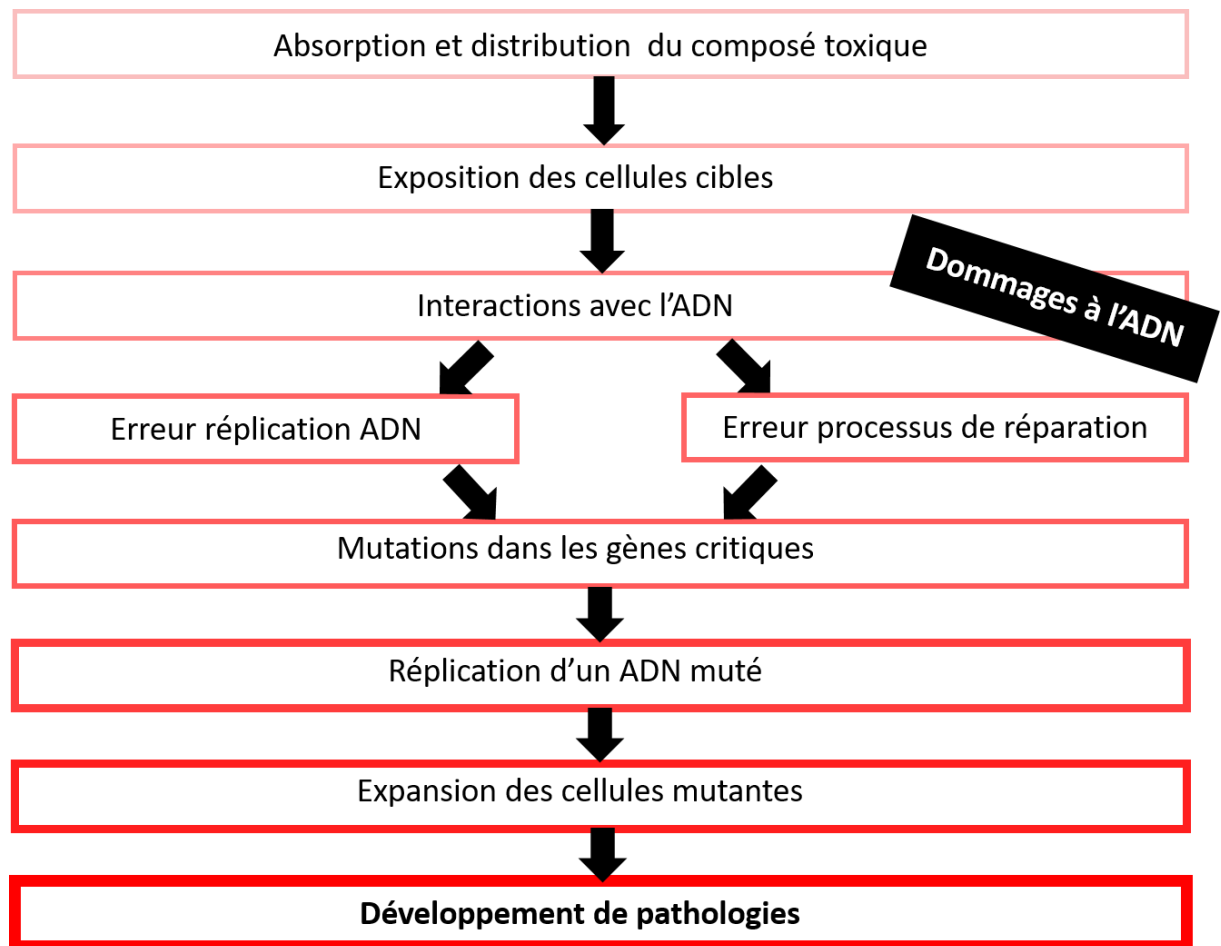 Absorption et distribution du composé toxique
Exposition des cellules cibles
Dommages à l'ADN
Interactions avec l'ADN
Erreur réplication ADN
Erreur processus de réparation
Mutations dans les gènes critiques
Réplication d'un ADN muté
Expansion des cellules mutantes
Développement de pathologies